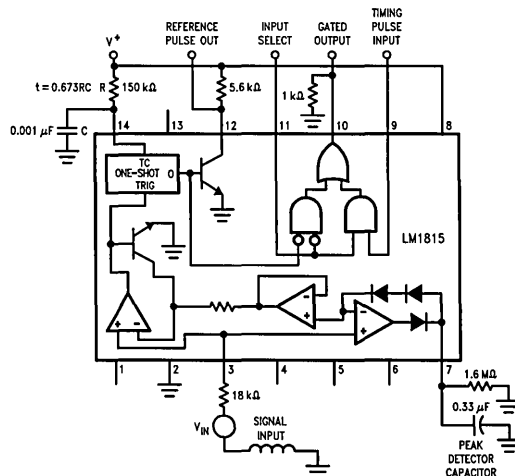 REFERENCE
PULSE OUT
INPUT
SELECT
GATED
OUTPUT
TIMING
PULSE
INPUT
V+
t = 0.673RC R
150 kΩ
5.6 kΩ
1 kΩ
0.001 μF
C
14
13
12
11
10
9
8
TC
ONE-SHOT
TRIG
O
LM1815
+
-
-
+
-
+
1
2
3
4
5
6
7
18 kΩ
VIN
SIGNAL
INPUT
1.6 MΩ
0.33 μF
PEAK
DETECTOR
CAPACITOR